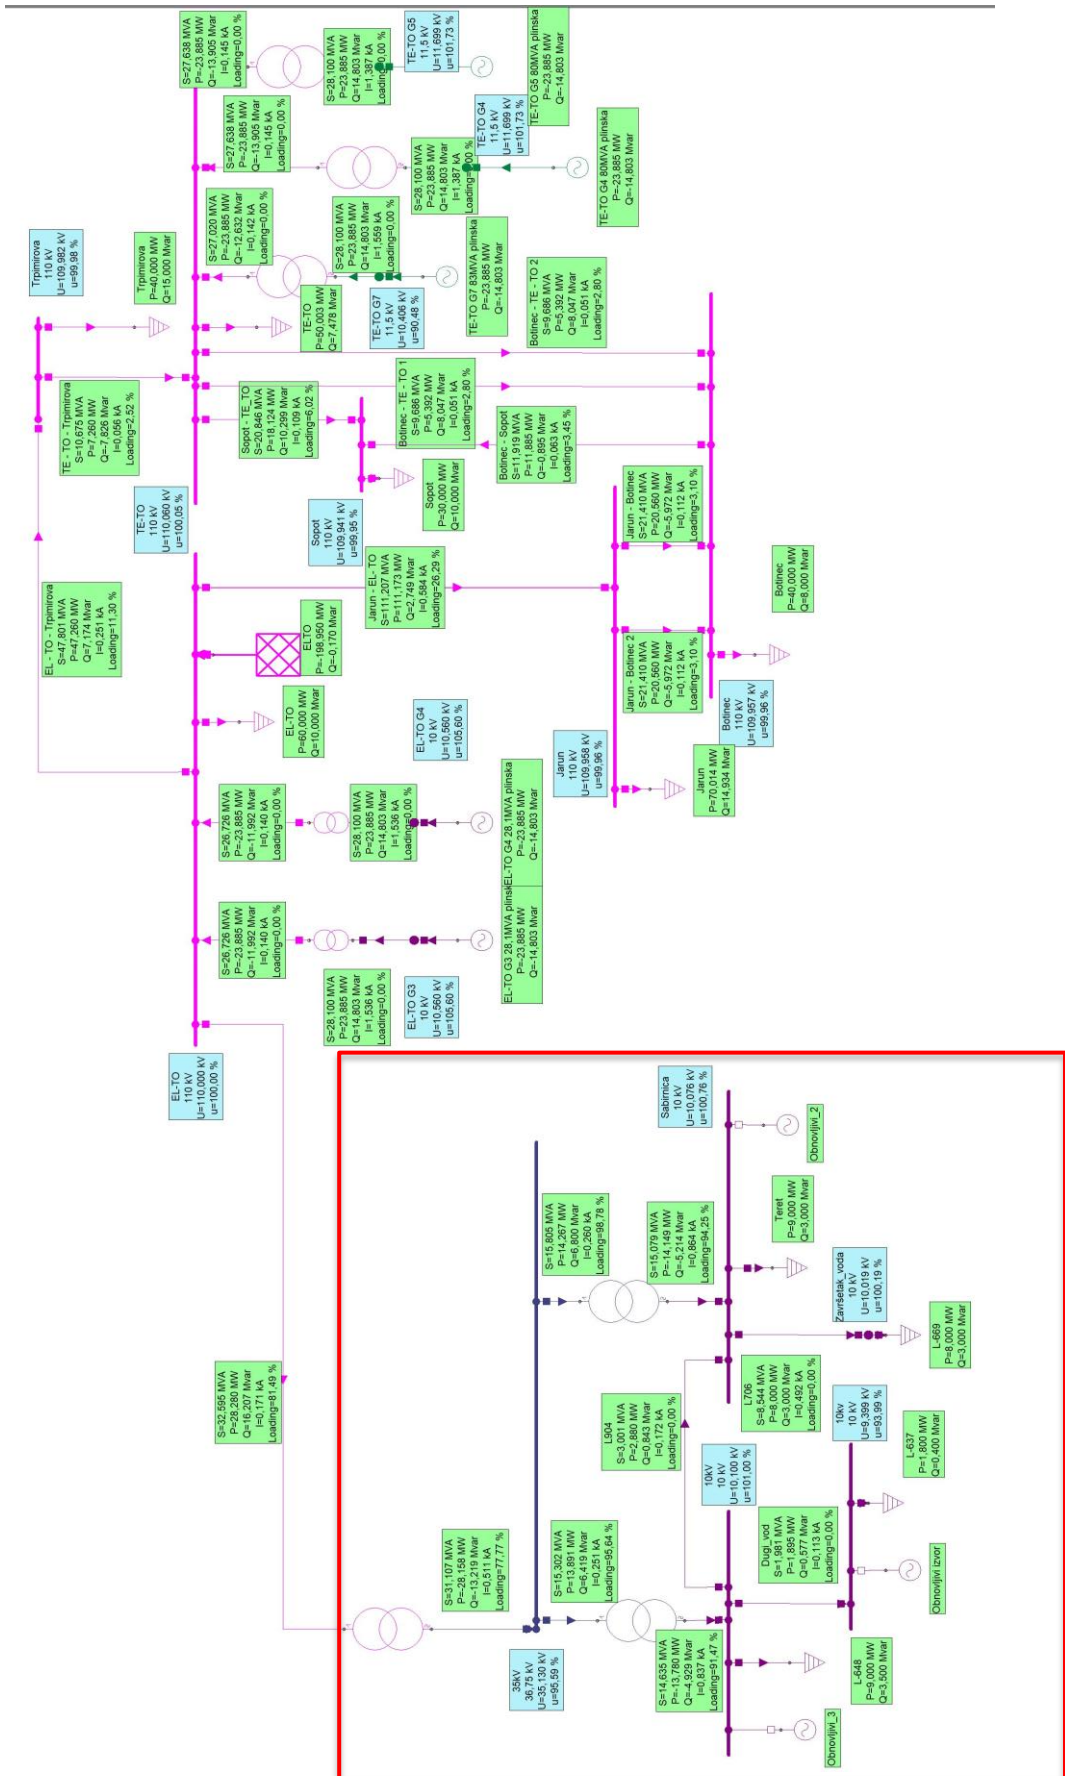 S=27,638 MVA
P=-23,885 MW
Q=-13,905 Mvar
I=0,145 kA
Loading=0,00 %
S=28,100 MVA
P=23,885 MW
Q=14,803 Mvar
I=1,387 kA
Loading=0,00 %
TE-TO G5
11,5 kV
U=11,699 kV
u=101,73 %
TE-TO G5 80MVA plinska
P=-23,885 MW
Q=-14,803 Mvar
S=27,638 MVA
P=-23,885 MW
Q=-13,905 Mvar
I=0,145 kA
Loading=0,00 %
S=28,100 MVA
P=23,885 MW
Q=14,803 Mvar
I=1,387 kA
TE-TO G4
11,5 kV
U=11,699 kV
u=101,73 %
TE-TO G4 80MVA plinska
P=-23,885 MW
Q=-14,803 Mvar
S=27,020 MVA
P=-23,885 MW
Q=-12,632 Mvar
I=0,142 kA
Loading=0,00 %
S=28,100 MVA
P=23,885 MW
Q=14,803 Mvar
I=1,559 kA
Loading=0,00 %
TE-TO G7
11,5 kV
U=10,406 kV
u=90,48 %
TE-TO G7 83MVA plinska
P=-23,885 MW
Q=-14,803 Mvar
Trpimirova
110 kV
U=109,982 kV
u=99,98 %
Trpimirova
P=40,000 MW
Q=15,000 Mvar
TE-TO
P=50,003 MW
Q=7,478 Mvar
Botinec - TE - TO 2
S=9,686 MVA
P=5,392 MW
Q=8,047 Mvar
I=0,051 kA
Loading=2,80 %
TE - TO - Trpimirova
S=10,675 MVA
P=7,260 MW
Q=-7,826 Mvar
I=0,056 kA
Loading=2,52 %
Sopot - TE_TO
S=20,846 MVA
P=18,124 MW
Q=10,299 Mvar
I=0,109 kA
Loading=6,02 %
Botinec - TE - TO 1
S=9,686 MVA
P=5,392 MW
Q=8,047 Mvar
I=0,051 kA
Loading=2,80 %
Botinec - Sopot
S=11,919 MVA
P=11,885 MW
Q=-0,895 Mvar
I=0,063 kA
Loading=3,45 %
TE-TO
110 kV
U=110,060 kV
u=100,05 %
Sopot
110 kV
U=109,941 kV
u=99,95 %
Sopot
P=30,000 MW
Q=10,000 Mvar
EL - TO - Trpimirova
S=47,801 MVA
P=47,260 MW
Q=7,174 Mvar
I=0,251 kA
Loading=11,30 %
Jarun - EL- TO
S=111,207 MVA
P=111,173 MW
Q=2,749 Mvar
I=0,584 kA
Loading=26,29 %
Jarun - Botinec
S=21,410 MVA
P=20,560 MW
Q=-5,972 Mvar
I=0,112 kA
Loading=3,10 %
Botinec
P=40,000 MW
Q=8,000 Mvar
ELTO
P=-198,950 MW
Q=-0,170 Mvar
Jarun - Botinec 2
S=21,410 MVA
P=20,560 MW
Q=-5,972 Mvar
I=0,112 kA
Loading=3,10 %
Botinec
110 kV
U=109,957 kV
u=99,96 %
EL-TO
P=60,000 MW
Q=10,000 Mvar
EL-TO G4
10 kV
U=10,560 kV
u=105,60 %
Jarun
110 kV
U=109,958 kV
u=99,96 %
Jarun
P=70,014 MW
Q=14,934 Mvar
S=26,726 MVA
P=-23,885 MW
Q=-11,992 Mvar
I=0,140 kA
Loading=0,00 %
S=28,100 MVA
P=23,885 MW
Q=14,803 Mvar
I=1,536 kA
Loading=0,00 %
EL-TO G4 28,1MVA plinska
P=-23,885 MW
Q=-14,803 Mvar
S=26,726 MVA
P=-23,885 MW
Q=-11,992 Mvar
I=0,140 kA
Loading=0,00 %
EL-TO G3 28,1MVA plinsk
P=-23,885 MW
Q=-14,803 Mvar
S=28,100 MVA
P=23,885 MW
Q=14,803 Mvar
I=1,536 kA
Loading=0,00 %
EL-TO G3
10 kV
U=10,560 kV
u=105,60 %
EL-TO
110 kV
U=110,000 kV
u=100,00 %
S=32,595 MVA
P=28,280 MW
Q=16,207 Mvar
I=0,171 kA
Loading=81,49 %
S=31,107 MVA
P=-28,158 MW
Q=-13,219 Mvar
I=0,511 kA
Loading=77,77 %
35kV
36,75 kV
U=35,130 kV
u=95,59 %
S=15,805 MVA
P=14,267 MW
Q=6,800 Mvar
I=0,260 kA
Loading=98,78 %
S=15,079 MVA
P=-14,149 MW
Q=-5,214 Mvar
I=0,864 kA
Loading=94,25 %
Sabirnica
10 kV
U=10,076 kV
u=100,76 %
Obnovljivi_2
Teret
P=9,000 MW
Q=3,000 Mvar
Završetak_voda
10 kV
U=10,019 kV
u=100,19 %
L-669
P=8,000 MW
Q=3,000 Mvar
L706
S=8,544 MVA
P=8,000 MW
Q=3,000 Mvar
I=0,492 kA
Loading=0,00 %
L904
S=3,001 MVA
P=2,880 MW
Q=0,843 Mvar
I=0,172 kA
Loading=0,00 %
S=15,302 MVA
P=13,891 MW
Q=6,419 Mvar
I=0,251 kA
Loading=95,64 %
S=14,635 MVA
P=-13,780 MW
Q=-4,929 Mvar
I=0,837 kA
Loading=91,47 %
10kV
10 kV
U=10,100 kV
u=101,00 %
10kv
10 kV
U=9,399 kV
u=93,99 %
L-637
P=1,800 MW
Q=0,400 Mvar
Dugi_vod
S=1,981 MVA
P=1,895 MW
Q=0,577 Mvar
I=0,113 kA
Loading=0,00 %
Obnovljivi izvor
L-648
P=9,000 MW
Q=3,500 Mvar
Obnovljivi_3